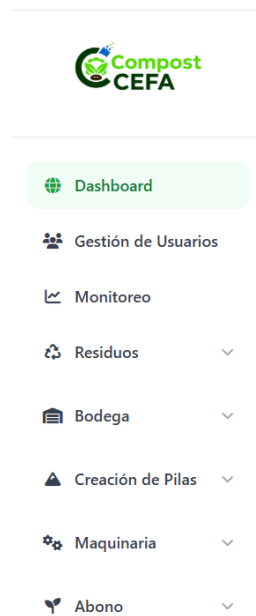 Compost
CEFA
Dashboard
Gestión de Usuarios
Monitoreo
Residuos
Bodega
Creación de Pilas
Maquinaria
Abono